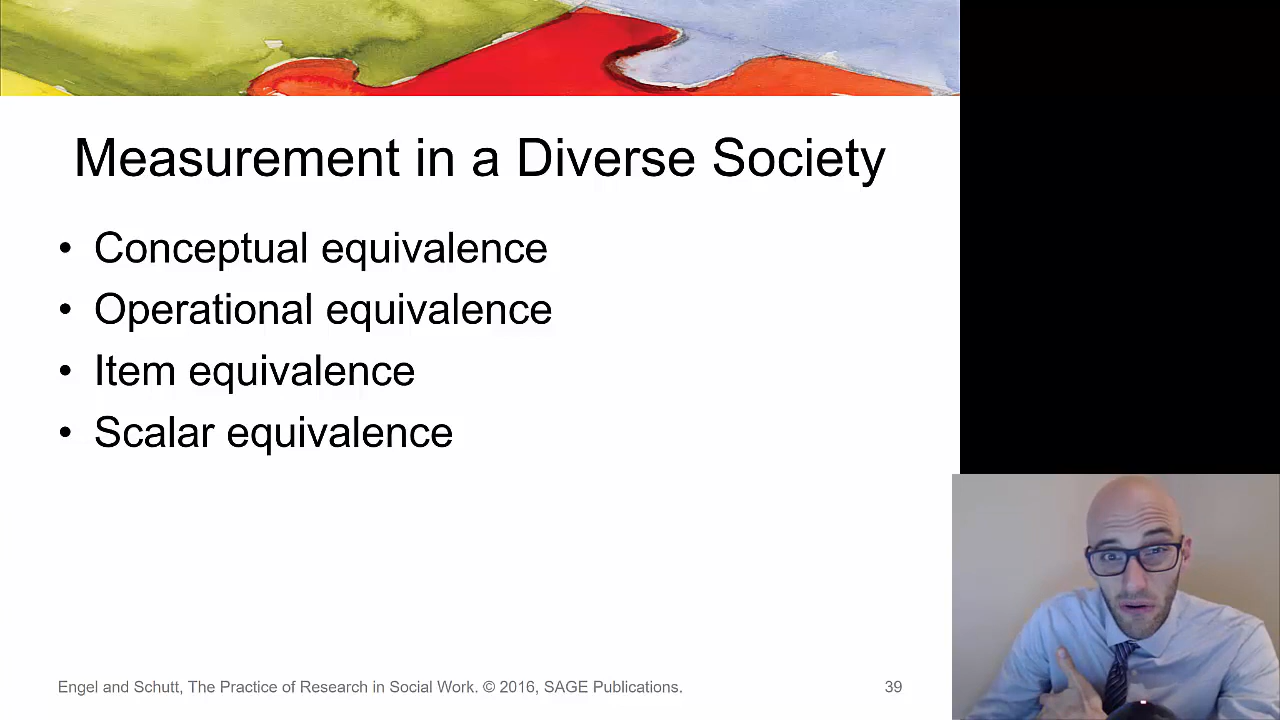 Measurement in a Diverse Society
• Conceptual equivalence
• Operational equivalence
• Item equivalence
• Scalar equivalence
Engel and Schutt, The Practice of Research in Social Work. © 2016, SAGE Publications.
39